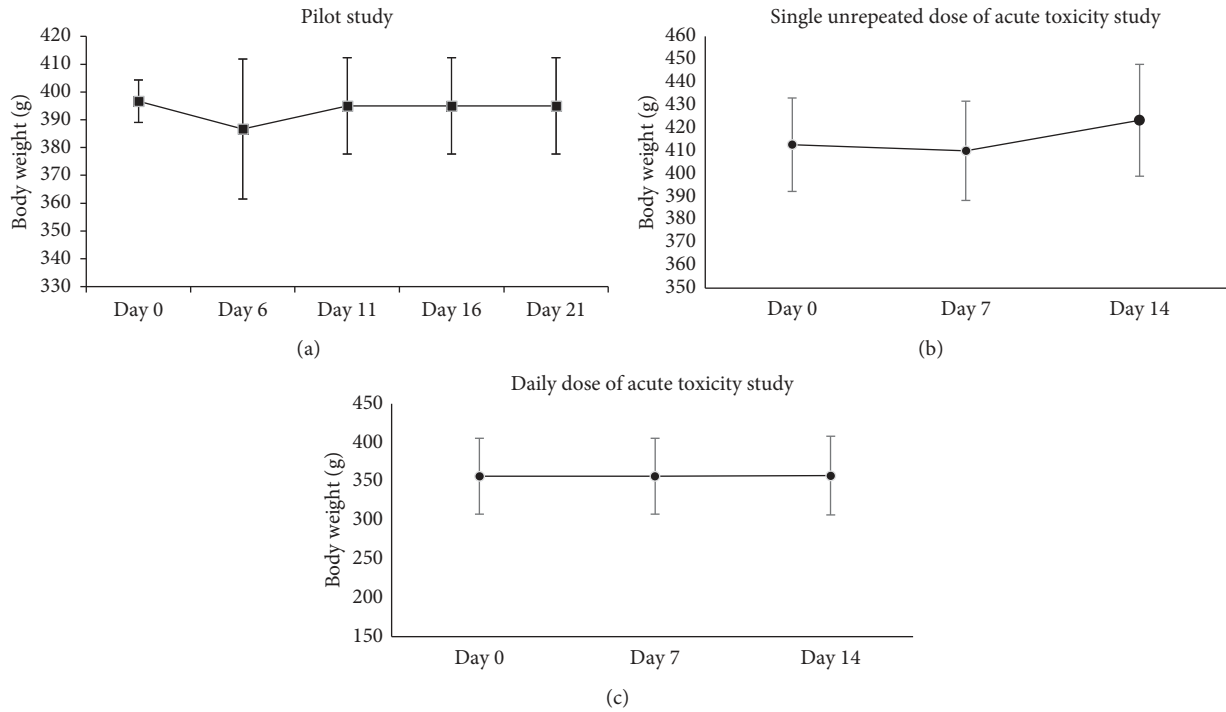 Pilot study
Body weight (g)
420
410
400
390
380
370
360
350
340
330
Day 0 Day 6 Day 11 Day 16 Day 21
(a)
Single unrepeated dose of acute toxicity study
Body weight (g)
460
450
440
430
420
410
400
390
380
370
360
350
Day 0 Day 7 Day 14
(b)
Daily dose of acute toxicity study
Body weight (g)
450
400
350
300
250
200
150
Day 0 Day 7 Day 14
(c)